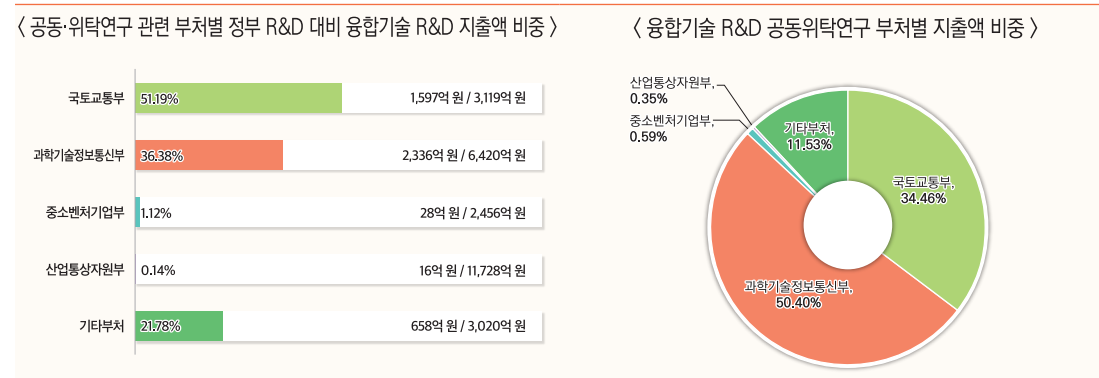 〈 공동·위탁연구 관련 부처별 정부 R&D 대비 융합기술 R&D 지출액 비중 〉
국토교통부 51.19% 1,597억 원 / 3,119억 원
과학기술정보통신부 36.38% 2,336억 원 / 6,420억 원
중소벤처기업부 1.12% 28억 원 / 2,456억 원
산업통상자원부 0.14% 16억 원 / 11,728억 원
기타부처 21.78% 658억 원 / 3,020억 원
〈 융합기술 R&D 공동위탁연구 부처별 지출액 비중 〉
산업통상자원부,
0.35%
중소벤처기업부,
0.59%
기타부처,
11.53%
국토교통부,
34.46%
과학기술정보통신부,
50.40%